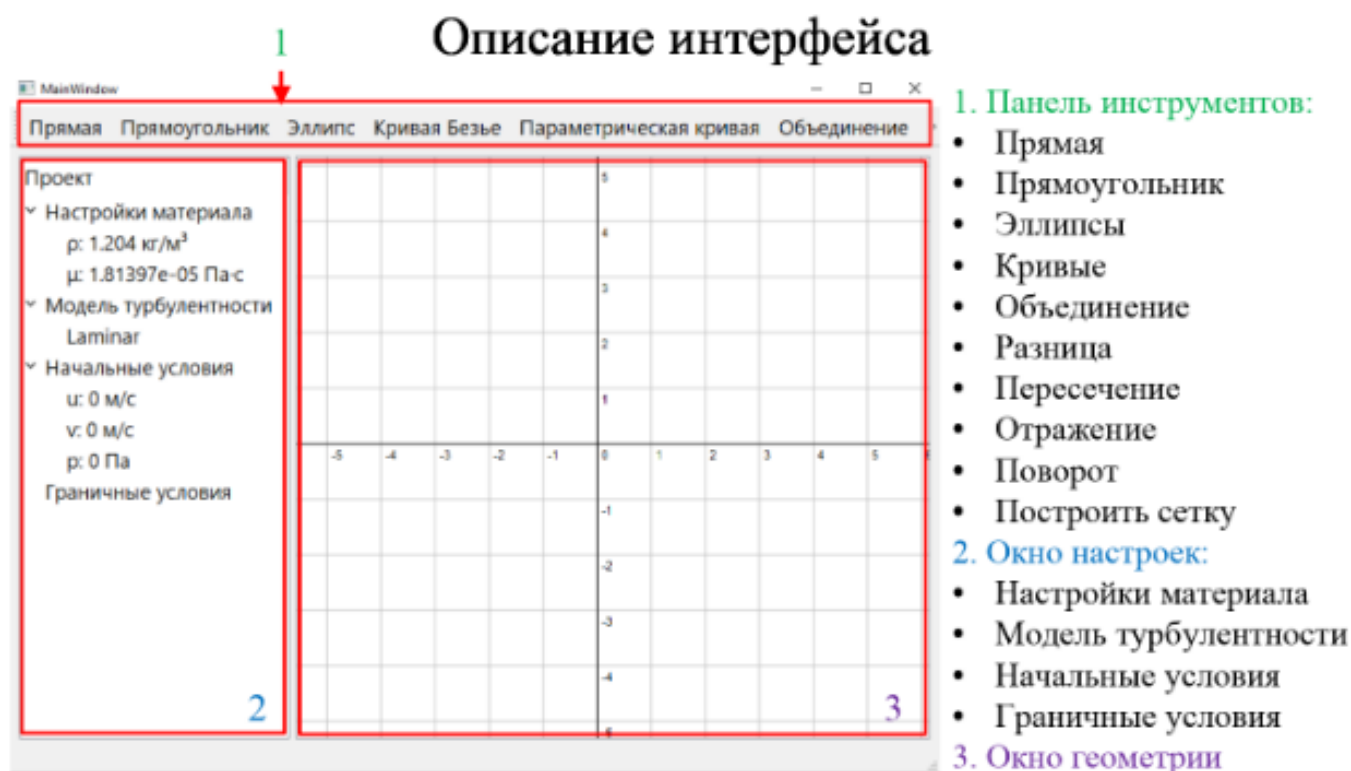 Описание интерфейса
1
MainWindow
Прямая Прямоугольник Эллипс Кривая Безье Параметрическая кривая Объединение
Проект
Настройки материала
ρ: 1.204 кг/м³
μ: 1.81397e-05 Па·с
Модель турбулентности
Laminar
Начальные условия
u: 0 м/с
v: 0 м/с
p: 0 Па
Граничные условия
2
5
4
3
2
1
-5 -4 -3 -2 -1 0 1 2 3 4 5
-1
-2
-3
-4
3
1. Панель инструментов:
• Прямая
• Прямоугольник
• Эллипсы
• Кривые
• Объединение
• Разница
• Пересечение
• Отражение
• Поворот
• Построить сетку
2. Окно настроек:
• Настройки материала
• Модель турбулентности
• Начальные условия
• Граничные условия
3. Окно геометрии